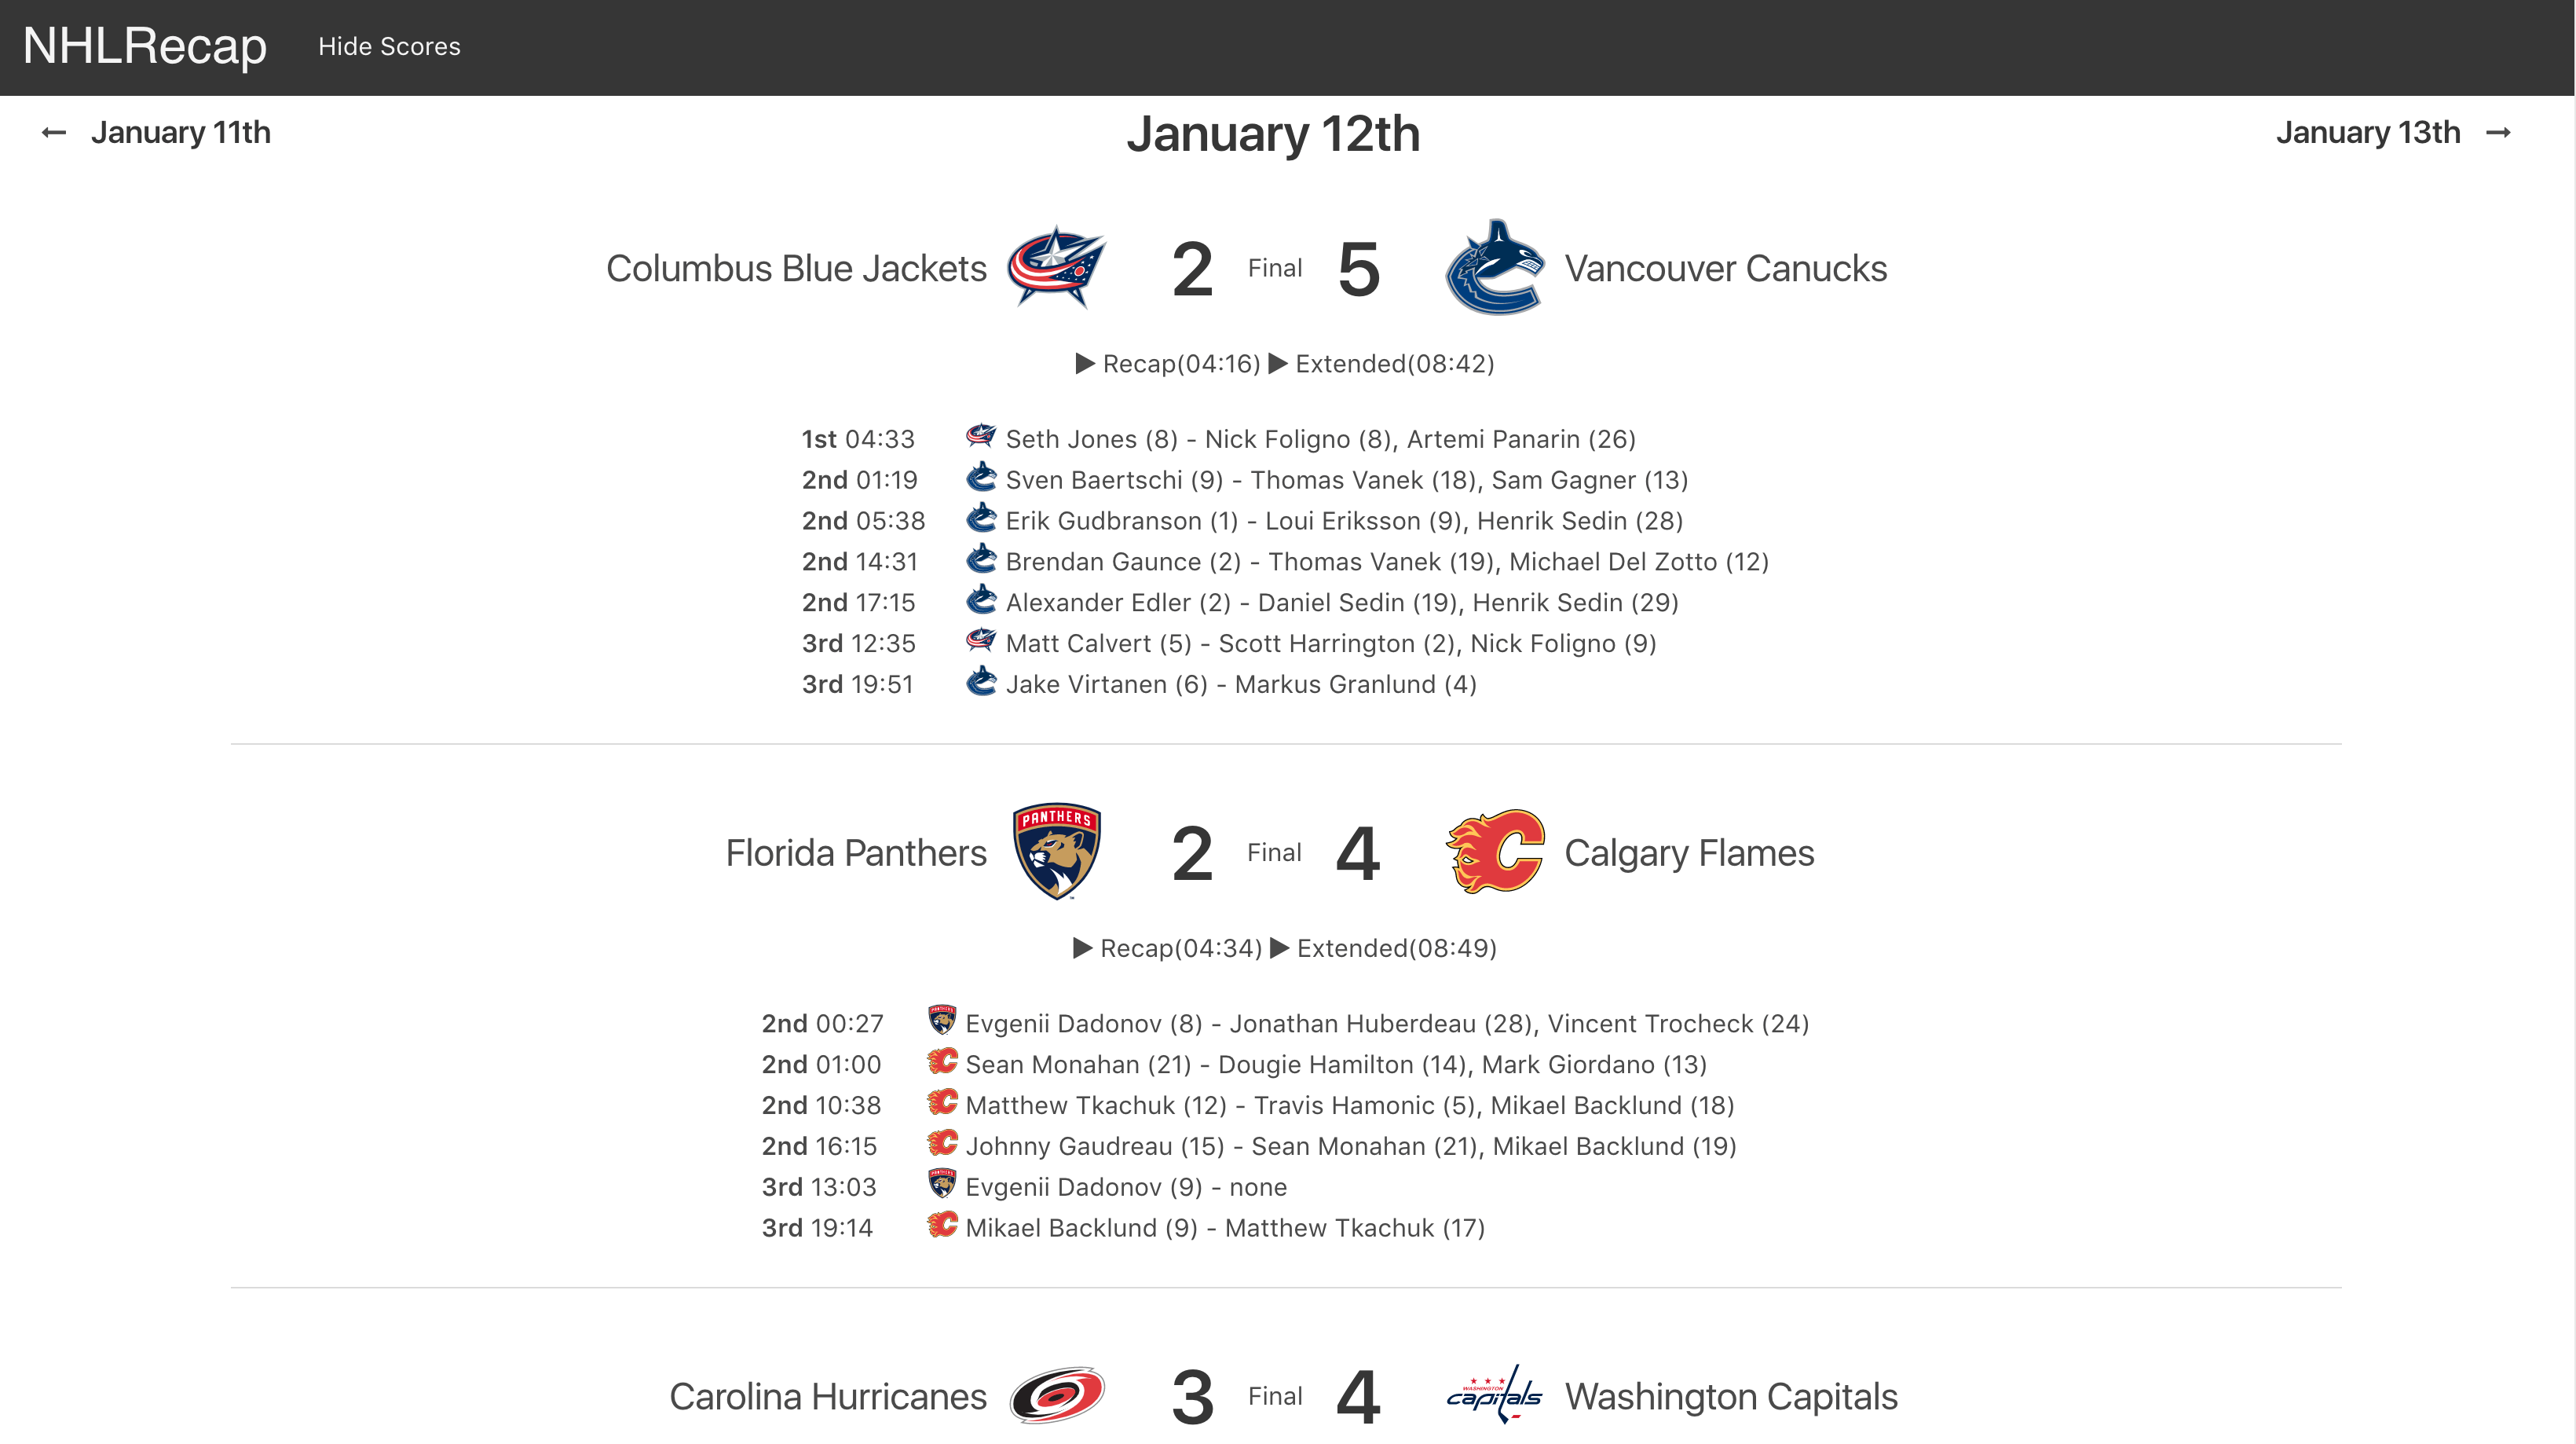 NHLRecap Hide Scores
← January 11th January 12th January 13th →
Columbus Blue Jackets 2 Final 5 Vancouver Canucks
▶ Recap(04:16) ▶ Extended(08:42)
1st 04:33 Seth Jones (8) - Nick Foligno (8), Artemi Panarin (26)
2nd 01:19 Sven Baertschi (9) - Thomas Vanek (18), Sam Gagner (13)
2nd 05:38 Erik Gudbranson (1) - Loui Eriksson (9), Henrik Sedin (28)
2nd 14:31 Brendan Gaunce (2) - Thomas Vanek (19), Michael Del Zotto (12)
2nd 17:15 Alexander Edler (2) - Daniel Sedin (19), Henrik Sedin (29)
3rd 12:35 Matt Calvert (5) - Scott Harrington (2), Nick Foligno (9)
3rd 19:51 Jake Virtanen (6) - Markus Granlund (4)
PANTHERS
Florida Panthers 2 Final 4 Calgary Flames
▶ Recap(04:34) ▶ Extended(08:49)
2nd 00:27 Evgenii Dadonov (8) - Jonathan Huberdeau (28), Vincent Trocheck (24)
2nd 01:00 Sean Monahan (21) - Dougie Hamilton (14), Mark Giordano (13)
2nd 10:38 Matthew Tkachuk (12) - Travis Hamonic (5), Mikael Backlund (18)
2nd 16:15 Johnny Gaudreau (15) - Sean Monahan (21), Mikael Backlund (19)
3rd 13:03 Evgenii Dadonov (9) - none
3rd 19:14 Mikael Backlund (9) - Matthew Tkachuk (17)
WASHINGTON
Carolina Hurricanes 3 Final 4 capitals Washington Capitals